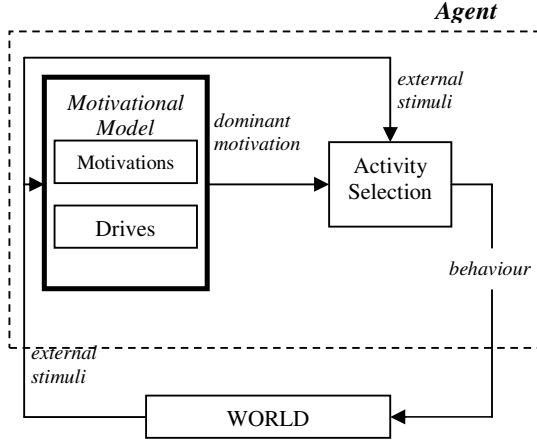 Agent
Motivational
Model
Motivations
Drives
dominant
motivation
external
stimuli
Activity
Selection
behaviour
external
stimuli
WORLD